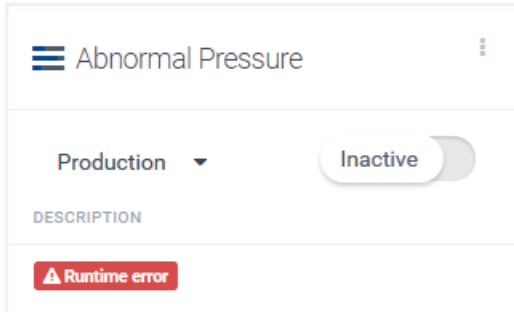 Abnormal Pressure
Production
Inactive
DESCRIPTION
Runtime error